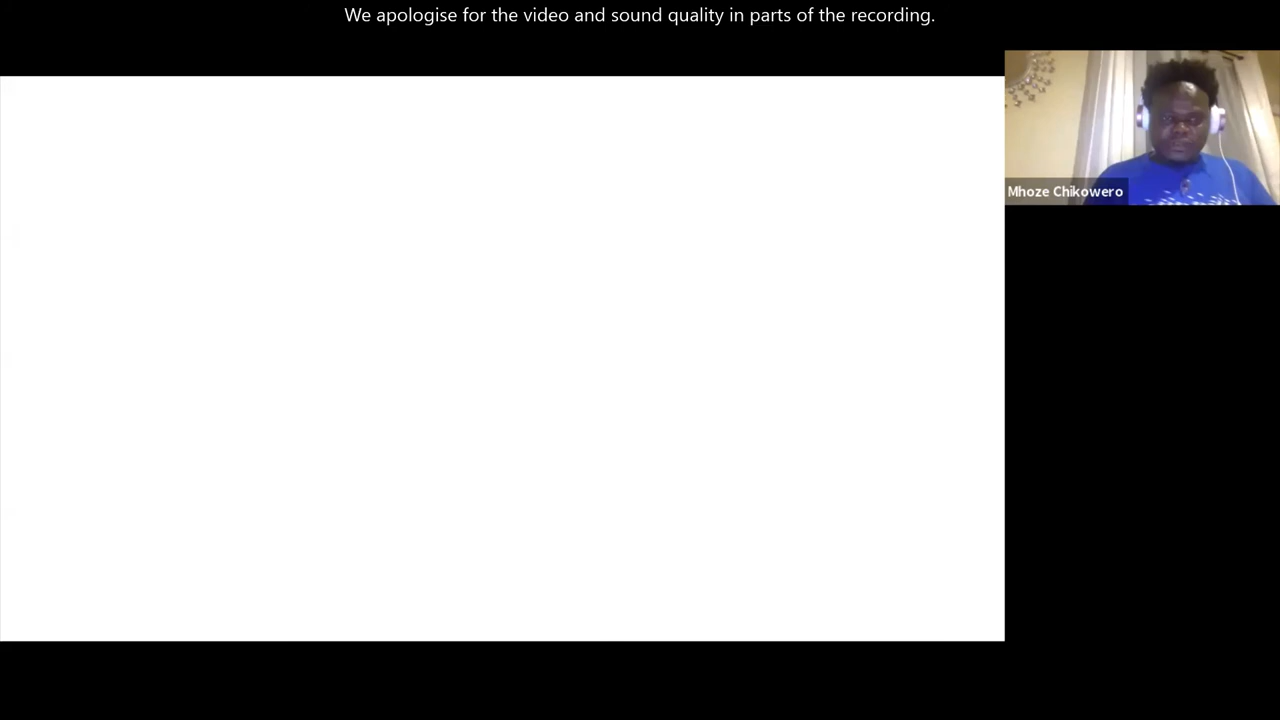 We apologise for the video and sound quality in parts of the recording.
Mhoze Chikowero